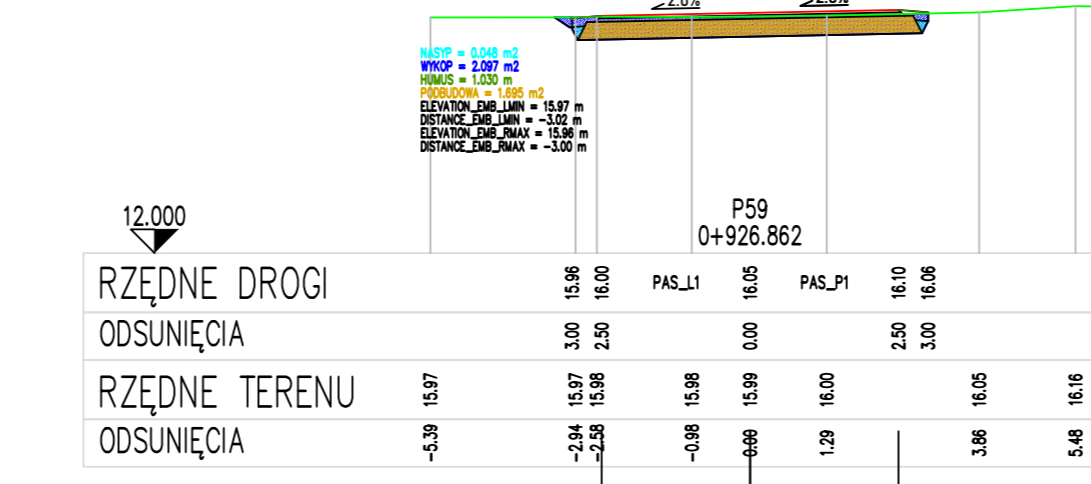 2.0%
NASYP = 0.048 m2
WYKOP = 2.097 m2
HUMUS = 1.030 m
PODBUDOWA = 1.695 m2
ELEVATION_EMB_LMIN = 15.97 m
DISTANCE_EMB_LMIN = -3.02 m
ELEVATION_EMB_RMAX = 15.96 m
DISTANCE_EMB_RMAX = -3.00 m
12.000
P59
0+926.862
RZĘDNE DROGI 15.96 16.00 PAS_L1 16.05 PAS_P1 16.10 16.06
ODSUNIĘCIA 3.00 2.50 0.00 2.50 3.00
RZĘDNE TERENU 15.97 15.97 15.98 15.98 15.99 16.00 16.05 16.16
ODSUNIĘCIA -5.39 -2.94 -2.58 -0.98 0.00 1.29 3.86 5.48